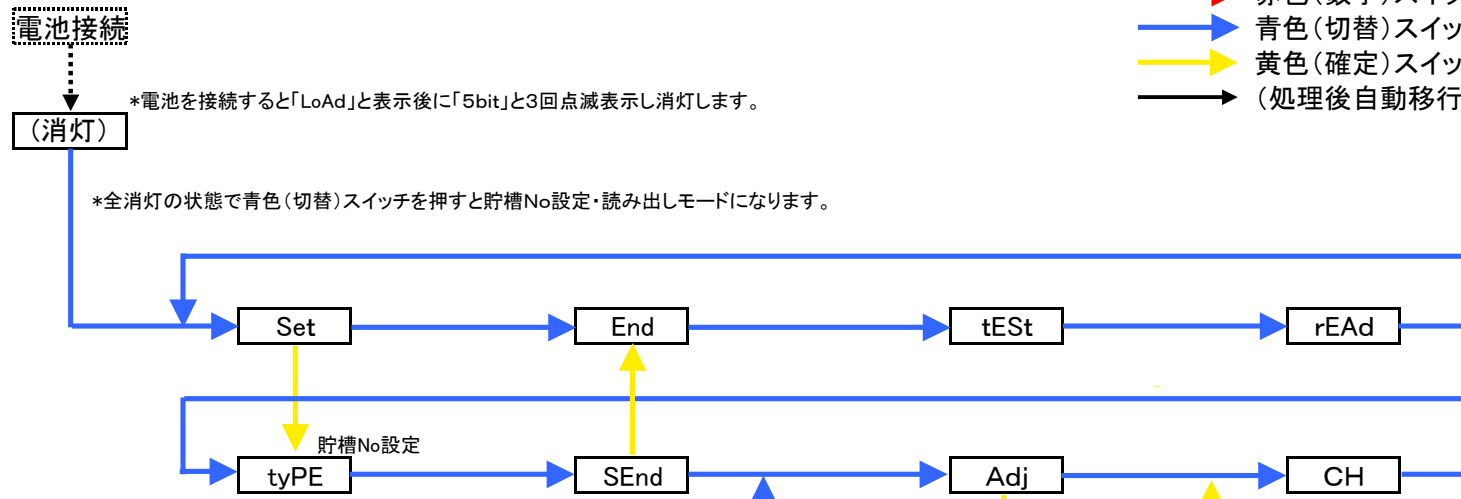 電池接続
青色(切替)スイッ
黄色(確定)スイッ
(処理後自動移行
*電池を接続すると「LoAd」と表示後に「5bit」と3回点滅表示し消灯します。
(消灯)
*全消灯の状態で青色(切替)スイッチを押すと貯槽No設定・読み出しモードになります。
Set
End
tESt
rEAd
貯槽No設定
tyPE
SEnd
Adj
CH